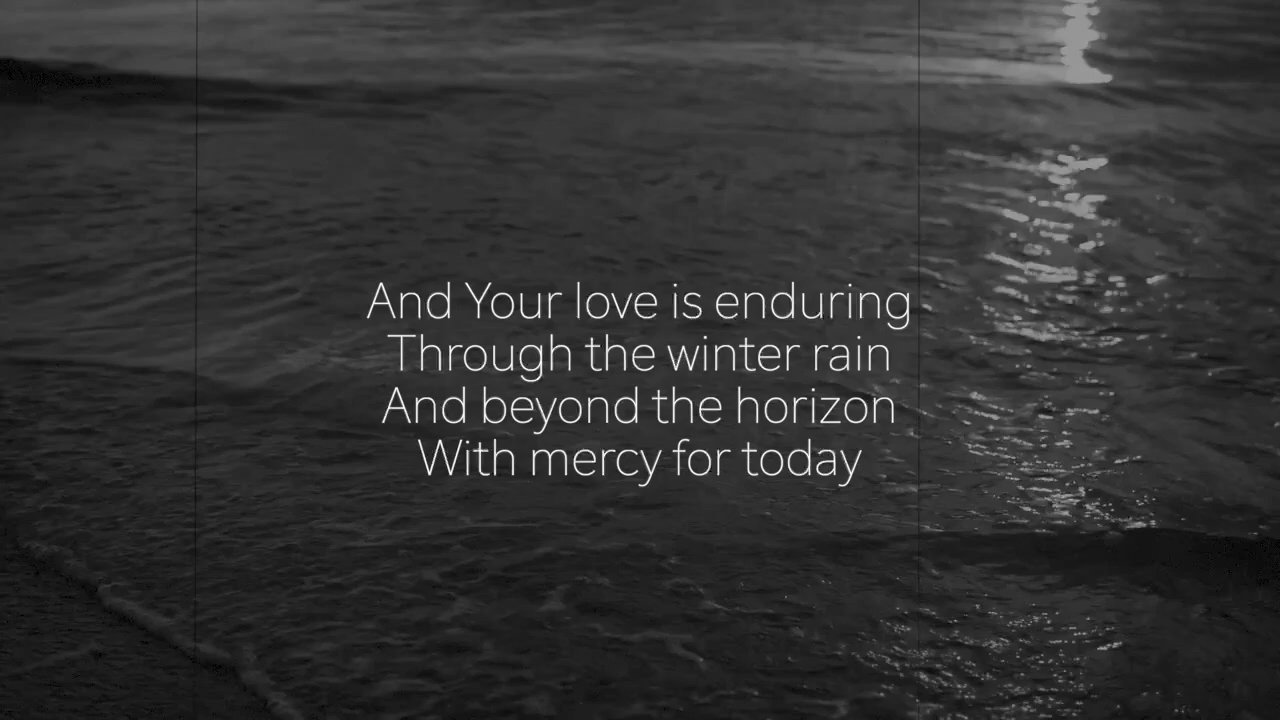 And Your love is enduring
Through the winter rain
And beyond the horizon
With mercy for today